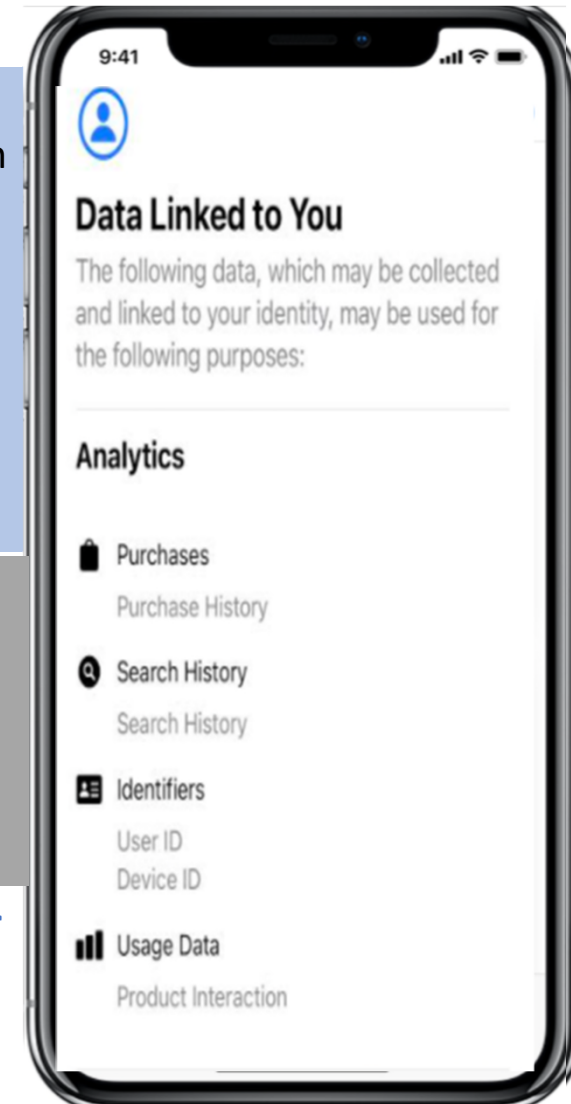 9:41
n
Data Linked to You
The following data, which may be collected
and linked to your identity, may be used for
the following purposes:
Analytics
Purchases
Purchase History
Search History
Search History
Identifiers
User ID
Device ID
Usage Data
Product Interaction